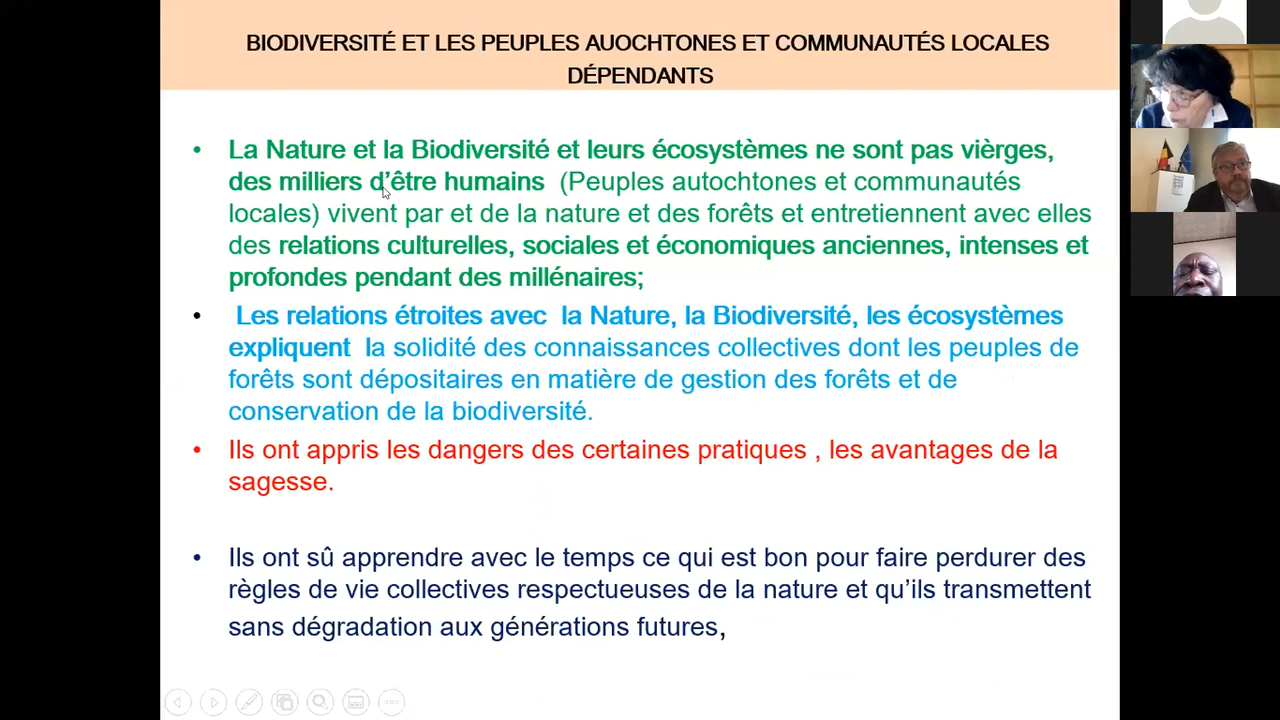 BIODIVERSITÉ ET LES PEUPLES AUOCHTONES ET COMMUNAUTÉS LOCALES
DÉPENDANTS
• La Nature et la Biodiversité et leurs écosystèmes ne sont pas vièrges,
des milliers d’être humains (Peuples autochtones et communautés
locales) vivent par et de la nature et des forêts et entretiennent avec elles
des relations culturelles, sociales et économiques anciennes, intenses et
profondes pendant des millénaires;
• Les relations étroites avec la Nature, la Biodiversité, les écosystèmes
expliquent la solidité des connaissances collectives dont les peuples de
forêts sont dépositaires en matière de gestion des forêts et de
conservation de la biodiversité.
• Ils ont appris les dangers des certaines pratiques , les avantages de la
sagesse.
• Ils ont sû apprendre avec le temps ce qui est bon pour faire perdurer des
règles de vie collectives respectueuses de la nature et qu’ils transmettent
sans dégradation aux générations futures,